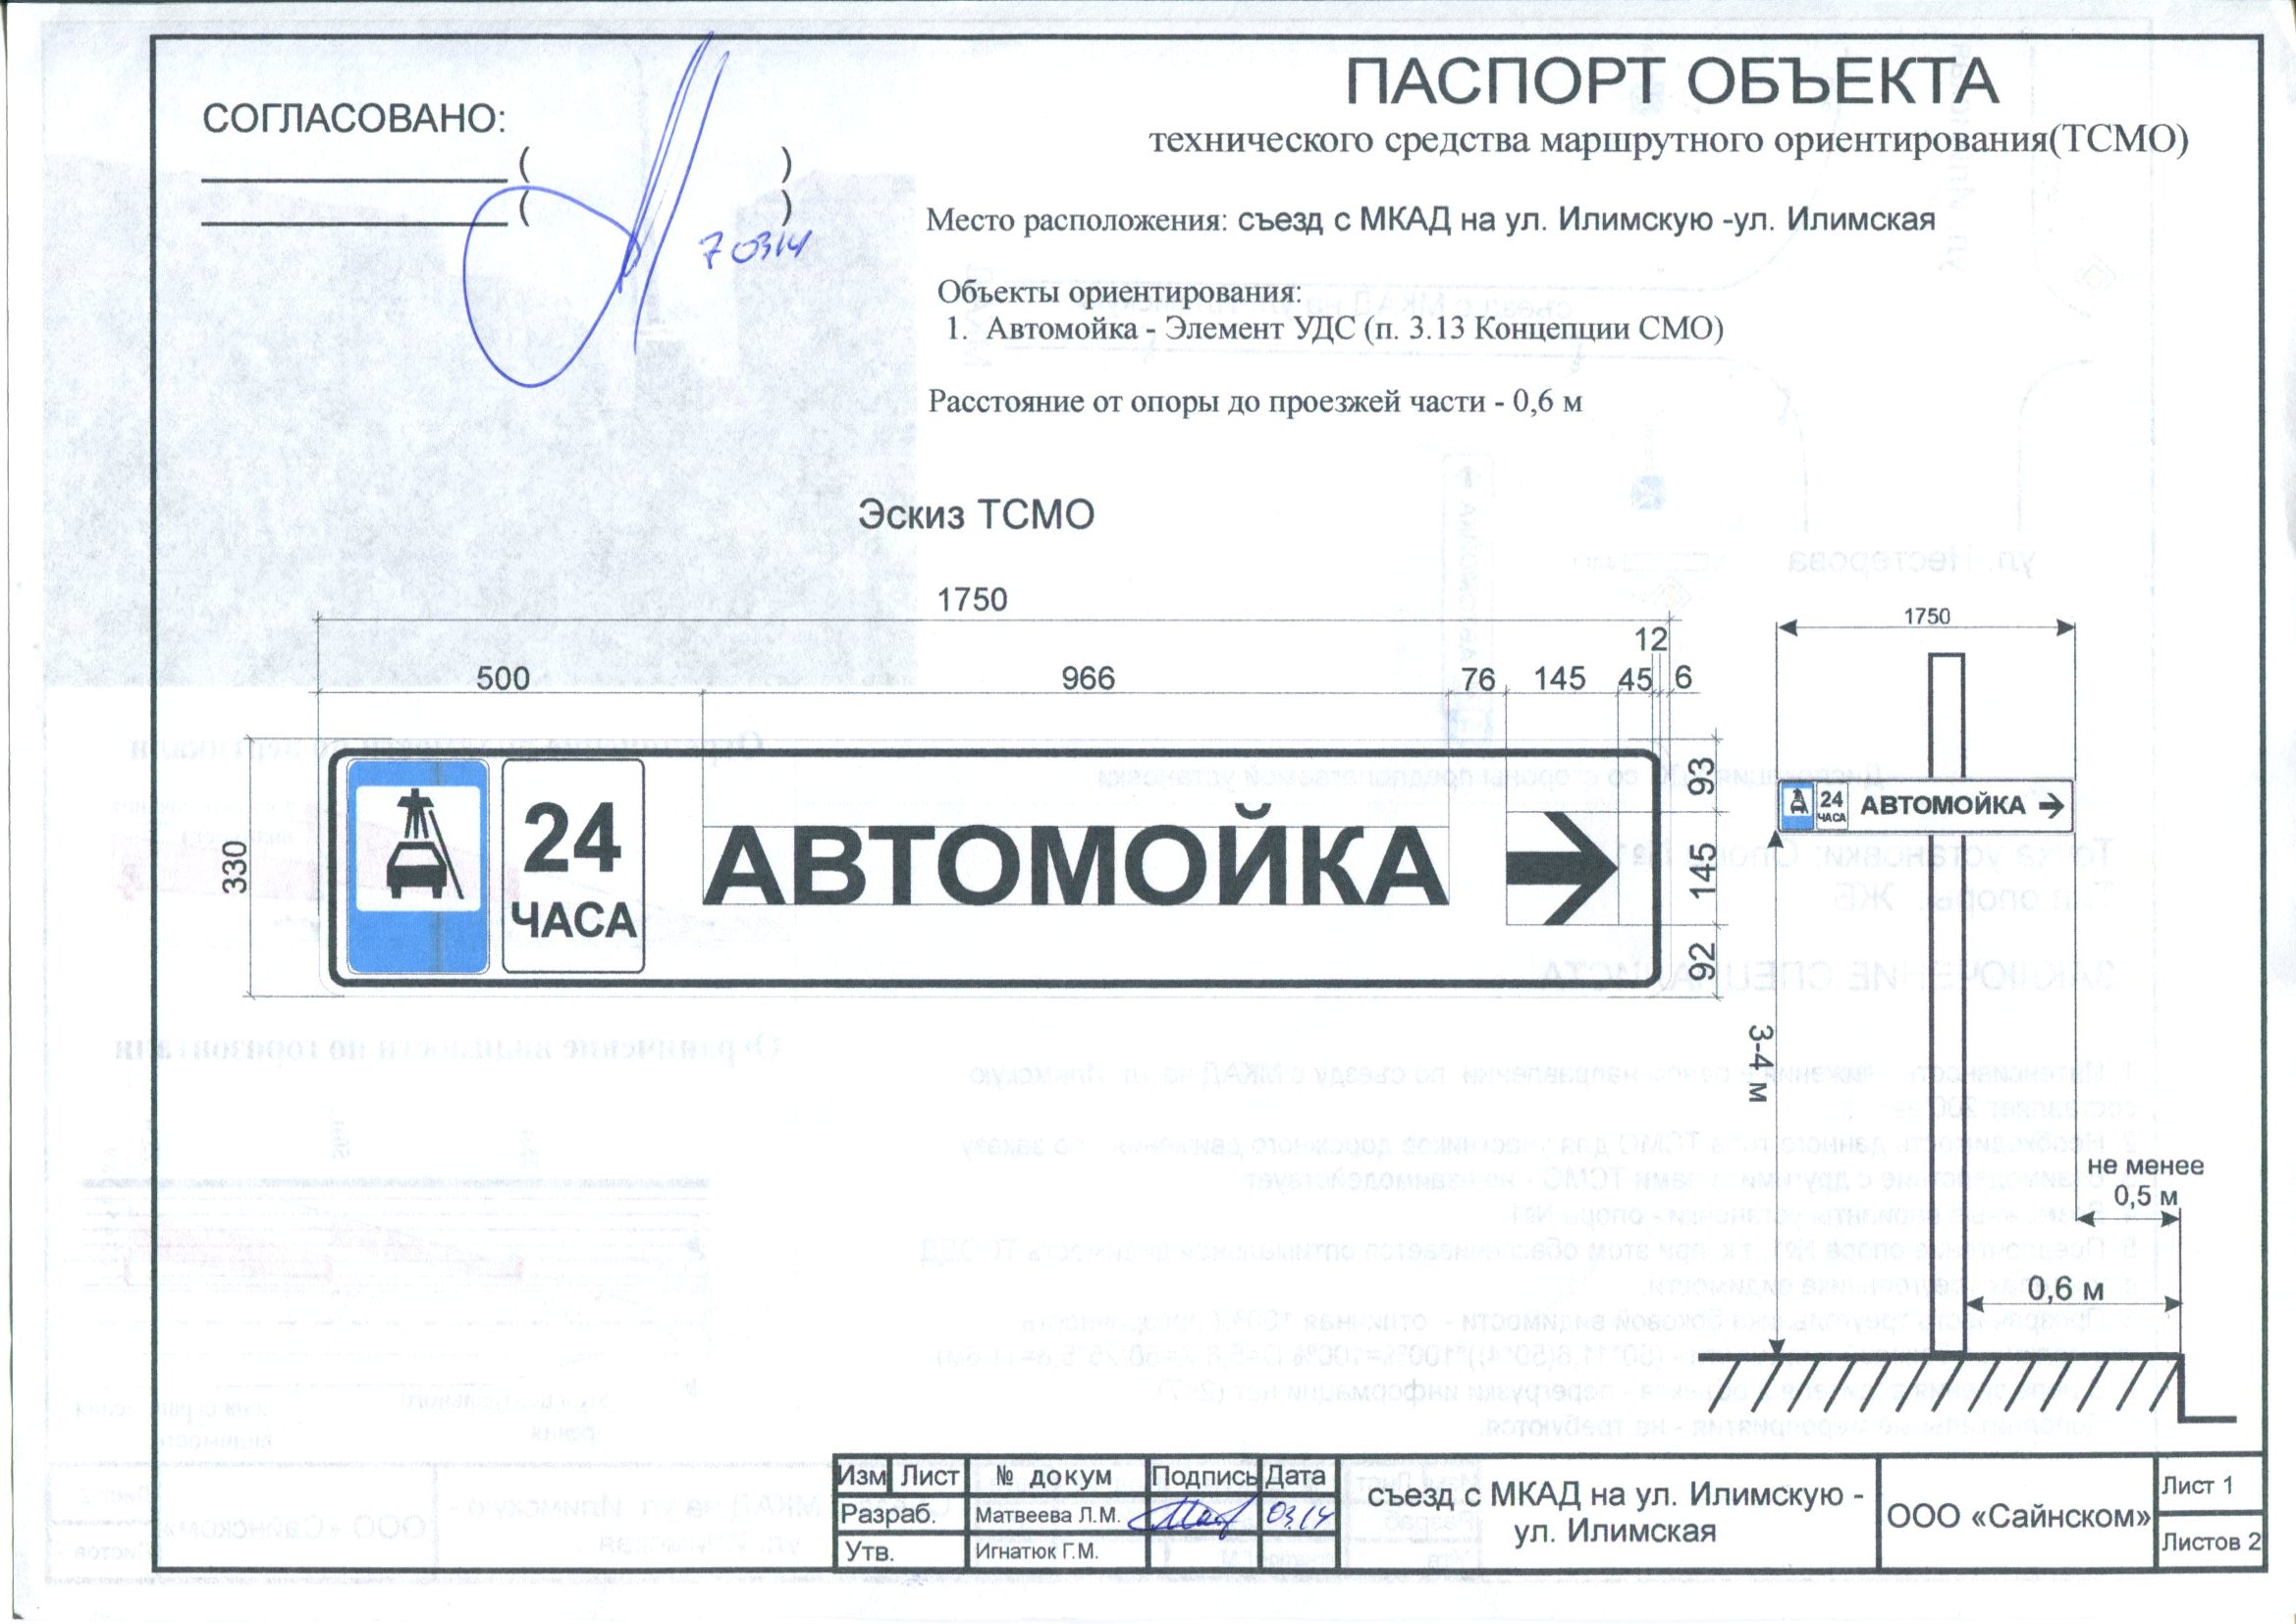 СОГЛАСОВАНО:
( )
( )
7 03.14
ПАСПОРТ ОБЪЕКТА
технического средства маршрутного ориентирования(ТСМО)
Место расположения: съезд с МКАД на ул. Илимскую -ул. Илимская
Объекты ориентирования:
1. Автомойка - Элемент УДС (п. 3.13 Концепции СМО)
Расстояние от опоры до проезжей части - 0,6 м
Эскиз ТСМО
1750
12
500 966 76 145 45 6
330
24
ЧАСА
АВТОМОЙКА
93
145
92
1750
24
ЧАСА
АВТОМОЙКА
3-4 м
не менее
0,5 м
0,6 м
Изм Лист № докум Подпись Дата
Разраб. Матвеева Л.М. 03.14
Утв. Игнатюк Г.М.
съезд с МКАД на ул. Илимскую -
ул. Илимская
ООО «Сайнском»
Лист 1
Листов 2